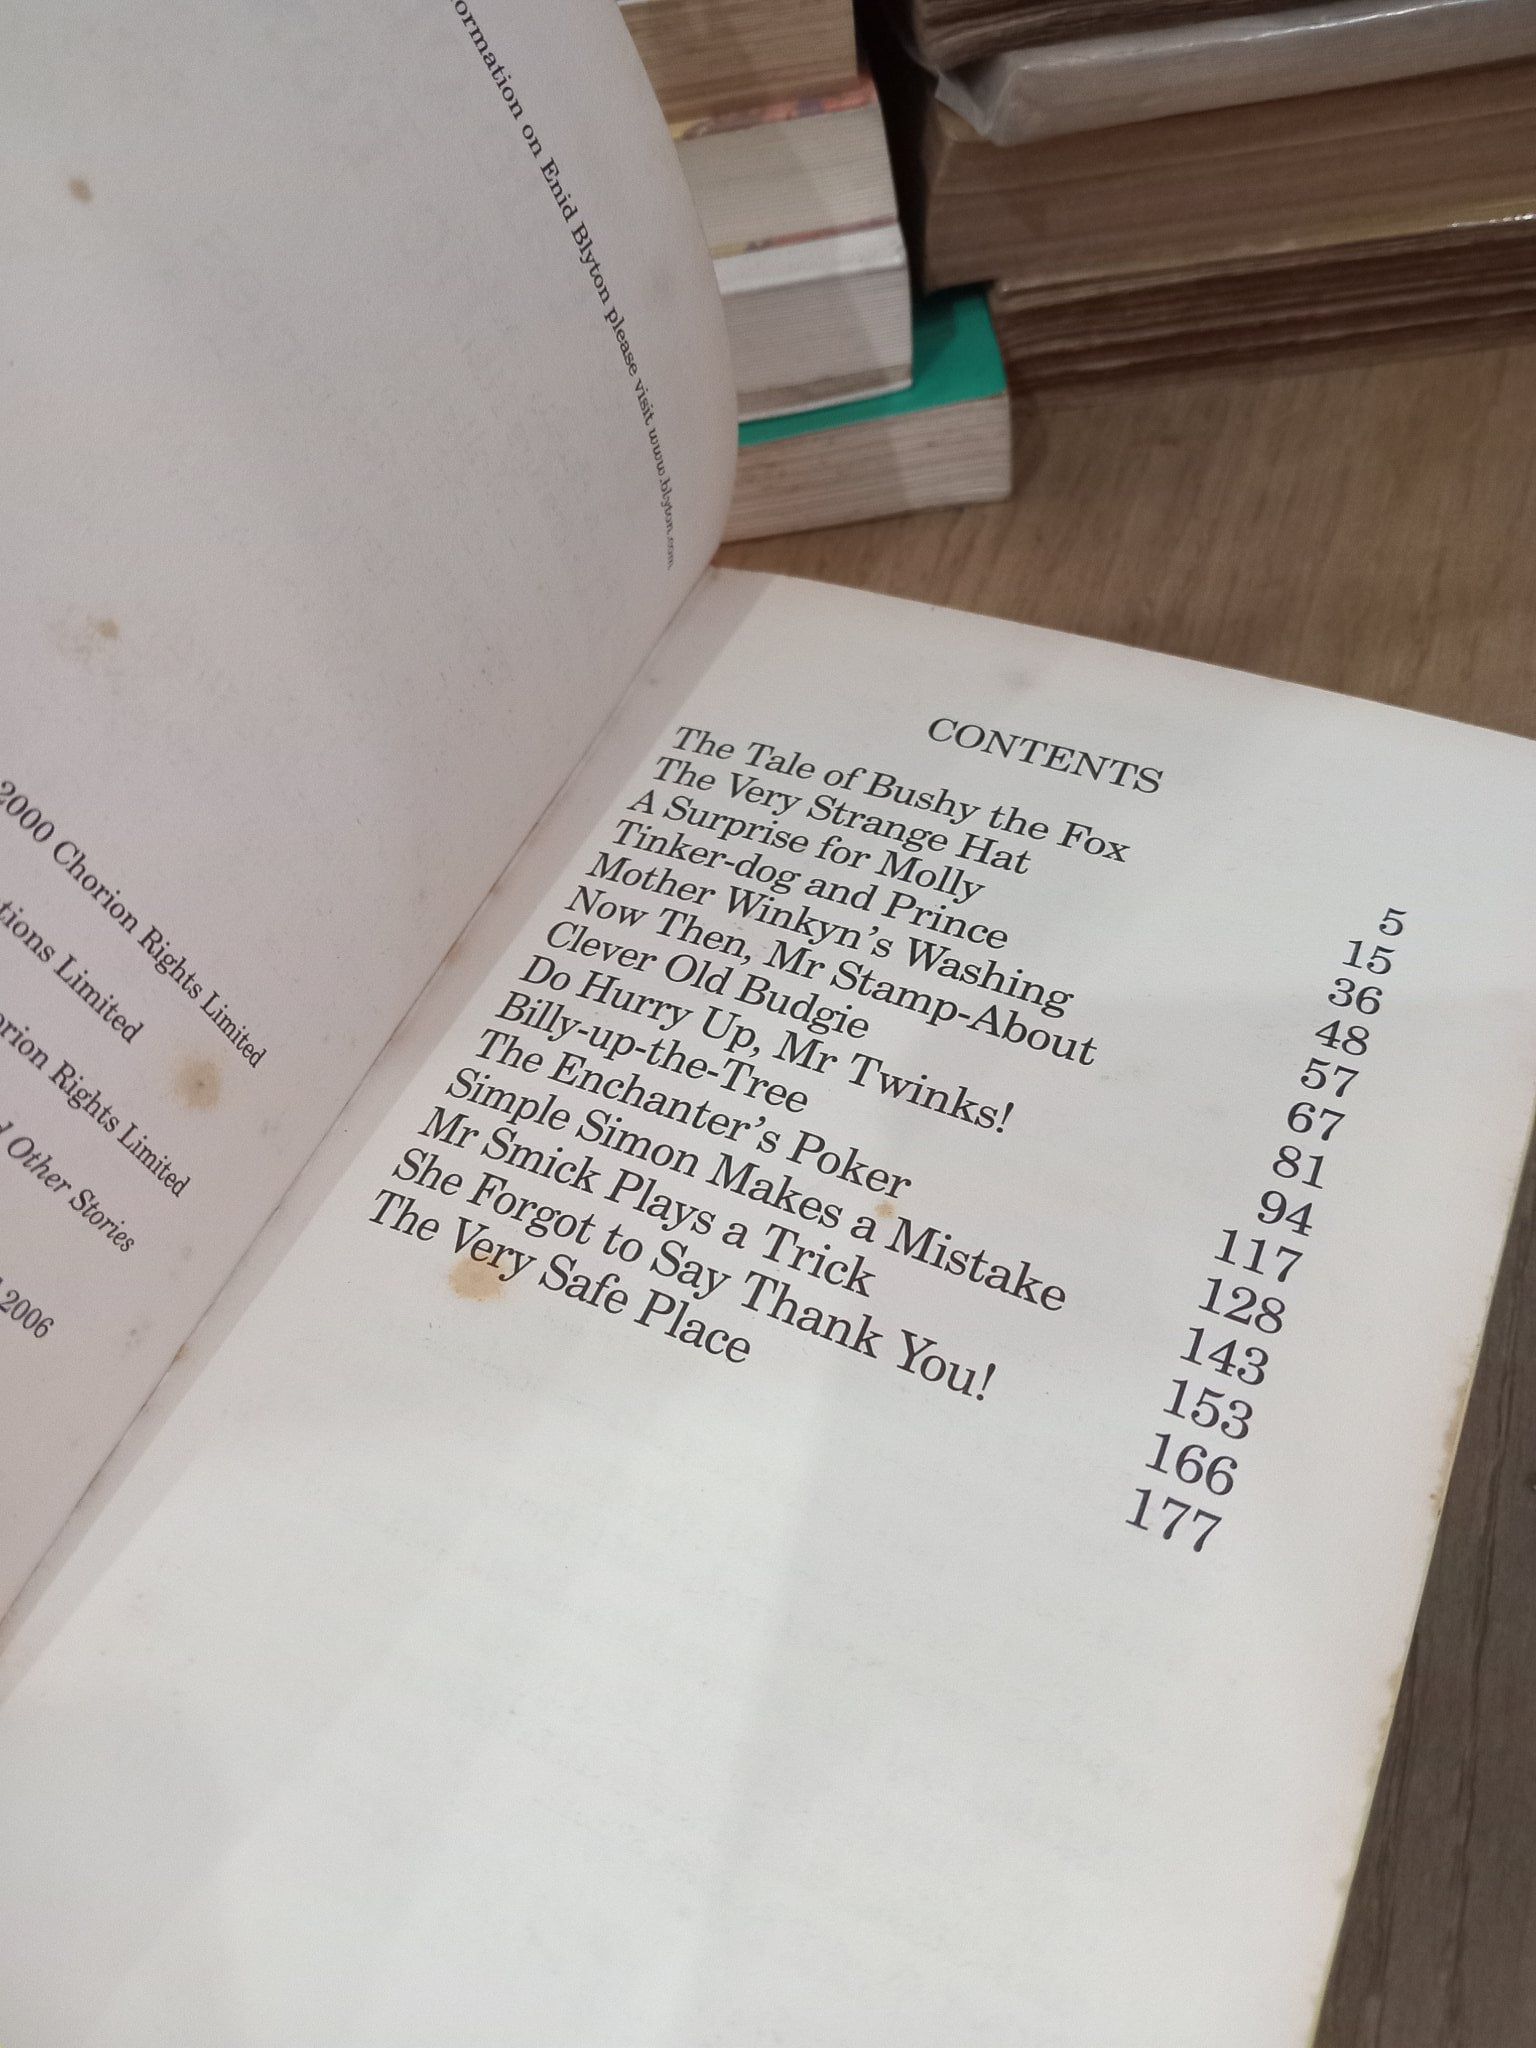 ormation on Enid Blyton please visit www.blyton.com
2000 Chorion Rights Limited
tions Limited
orion Rights Limited
d Other Stories
2006
CONTENTS
The Tale of Bushy the Fox 5
The Very Strange Hat 15
A Surprise for Molly 36
Tinker-dog and Prince 48
Mother Winkyn's Washing 57
Now Then, Mr Stamp-About 67
Clever Old Budgie 81
Do Hurry Up, Mr Twinks! 94
Billy-up-the-Tree 117
The Enchanter's Poker 128
Simple Simon Makes a Mistake 143
Mr Smick Plays a Trick 153
She Forgot to Say Thank You! 166
The Very Safe Place 177